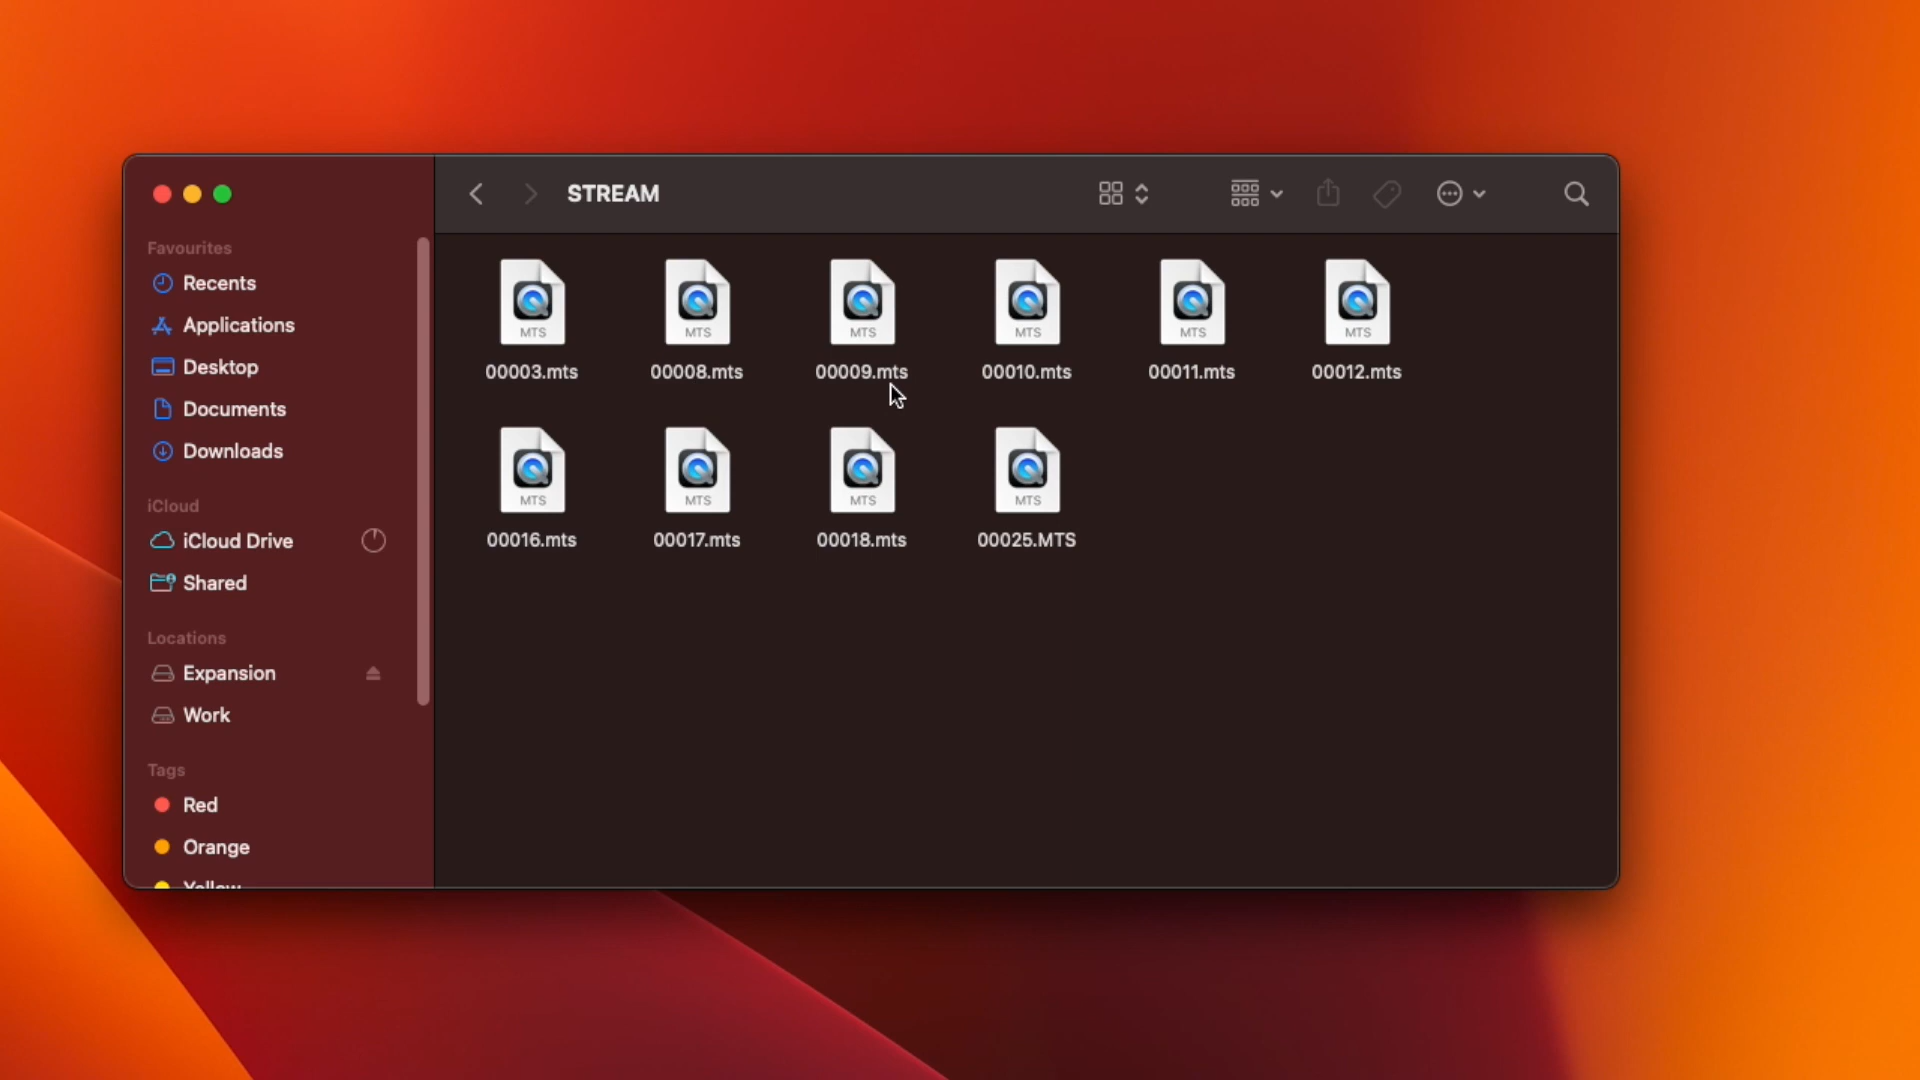 STREAM
Favourites
Recents
Applications
Desktop
Documents
Downloads
iCloud
iCloud Drive
Shared
Locations
Expansion
Work
Tags
Red
Orange
Yellow
MTS MTS MTS MTS MTS MTS
00003.mts 00008.mts 00009.mts 00010.mts 00011.mts 00012.mts
MTS MTS MTS MTS
00016.mts 00017.mts 00018.mts 00025.MTS